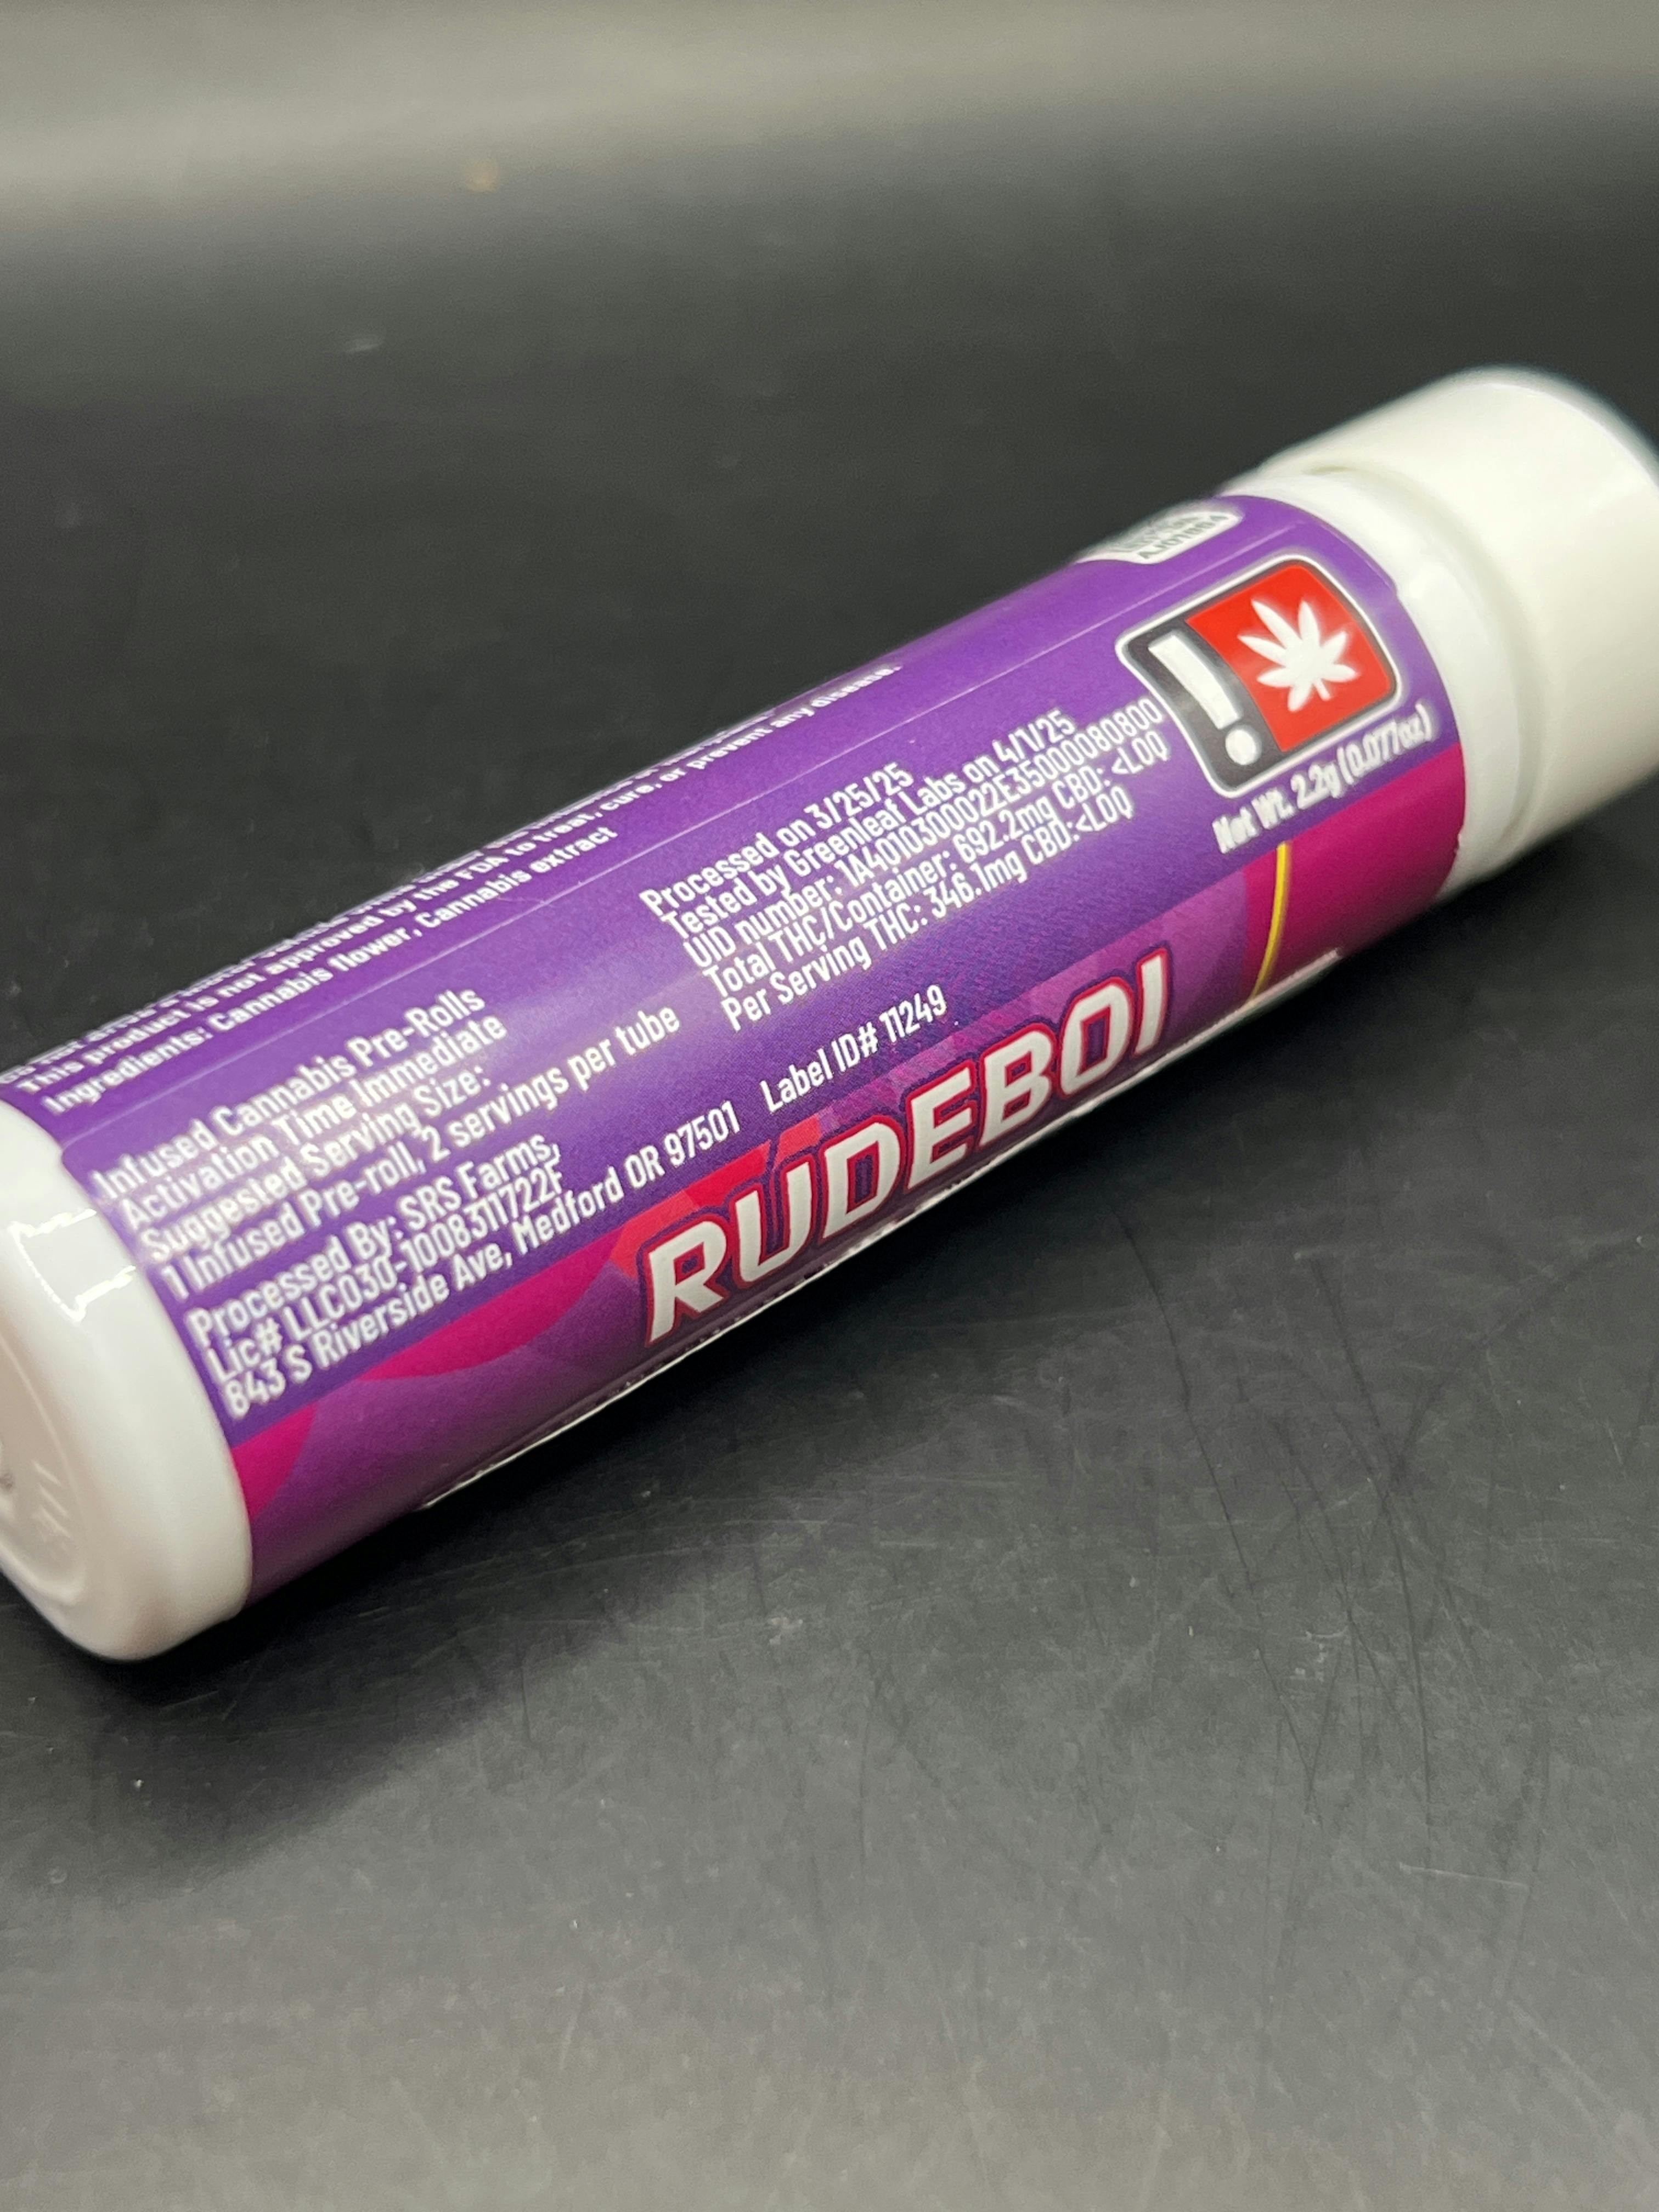 This product is not approved by the FDA to treat, cure, or prevent any disease.
Ingredients: Cannabis flower, Cannabis extract
Infused Cannabis Pre-Rolls
Activation Time Immediate
Suggested Serving Size:
1 Infused Pre-roll, 2 servings per tube
Processed By: SRS Farms,
Lic# LLC030-1008311722F
843 S Riverside Ave, Medford OR 97501
Label ID# 11249
Processed on 3/25/25
Tested by Greenleaf Labs on 4/1/25
UID number: 1A4010300022E35000080800
Total THC/Container: 692.2mg CBD: <LOQ
Per Serving THC: 346.1mg CBD:<LOQ
!
Net Wt. 2.2g (0.077oz)
RUDEBOI